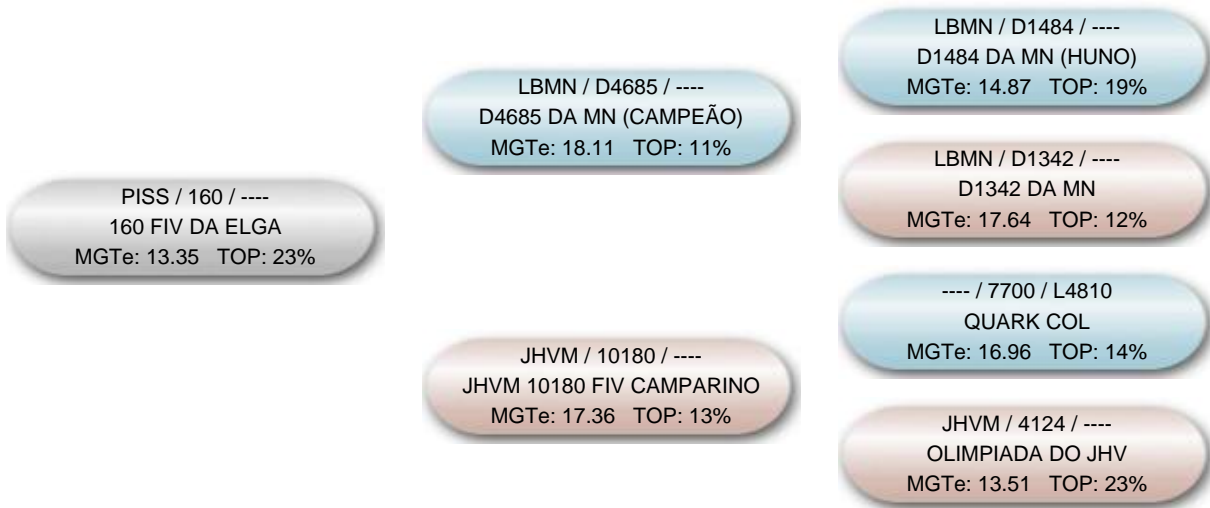 PISS / 160 / ----
160 FIV DA ELGA
MGTe: 13.35 TOP: 23%
LBMN / D4685 / ----
D4685 DA MN (CAMPEÃO)
MGTe: 18.11 TOP: 11%
JHVM / 10180 / ----
JHVM 10180 FIV CAMPARINO
MGTe: 17.36 TOP: 13%
LBMN / D1484 / ----
D1484 DA MN (HUNO)
MGTe: 14.87 TOP: 19%
LBMN / D1342 / ----
D1342 DA MN
MGTe: 17.64 TOP: 12%
---- / 7700 / L4810
QUARK COL
MGTe: 16.96 TOP: 14%
JHVM / 4124 / ----
OLIMPIADA DO JHV
MGTe: 13.51 TOP: 23%